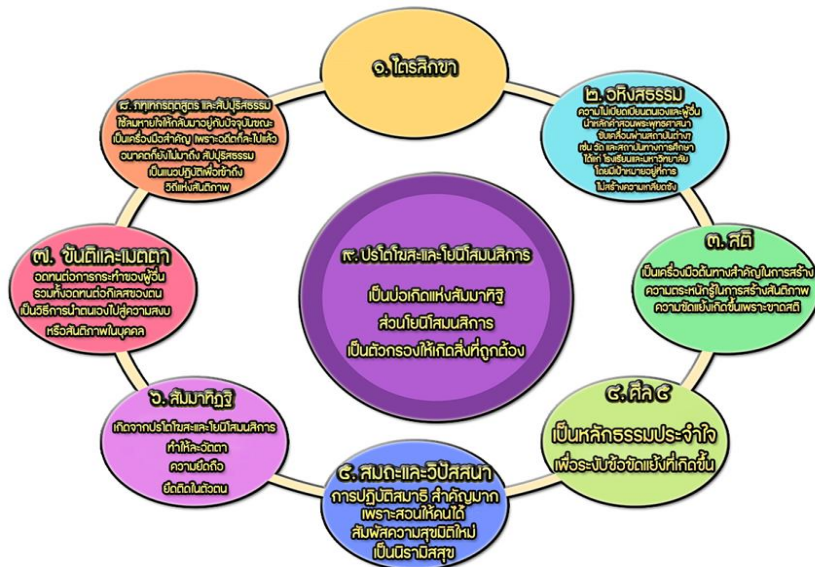 ๑. ไตรสิกขา
๒. อหิงสธรรม
ความไม่เบียดเบียนตนเองและผู้อื่น
นำหลักคำสอนพระพุทธศาสนา
ขับเคลื่อนผ่านสถาบันต่างๆ
เช่น วัด และสถาบันทางการศึกษา
ได้แก่ โรงเรียนและมหาวิทยาลัย
โดยมีเป้าหมายอยู่ที่การ
ไม่สร้างความเกลียดชัง
๓. สติ
เป็นเครื่องมือต้นทางสำคัญในการสร้าง
ความตระหนักรู้ในการสร้างสันติภาพ
ความขัดแย้งเกิดขึ้นเพราะขาดสติ
๔. ศีล ๕
เป็นหลักธรรมประจำใจ
เพื่อระงับข้อขัดแย้งที่เกิดขึ้น
๕. สมถะและวิปัสสนา
การปฏิบัติสมาธิ สำคัญมาก
เพราะสอนให้คนได้
สัมผัสความสุขมิติใหม่
เป็นนิรามิสสุข
๖. สัมมาทิฏฐิ
เกิดจากปรโตโฆสะและโยนิโสมนสิการ
ทำให้ละอัตตา
ความยึดถือ
ยึดติดในตัวตน
๗. ขันติและเมตตา
อดทนต่อการกระทำของผู้อื่น
รวมทั้งอดทนต่อกิเลสของตน
เป็นวิธีการนำตนเองไปสู่ความสงบ
หรือสันติภาพในบุคคล
๘. ภัทเทกรตตสูตร และสัปปุริสธรรม
ใช้ลมหายใจให้กลับมาอยู่กับปัจจุบันขณะ
เป็นเครื่องมือสำคัญ เพราะอดีตก็ละไปแล้ว
อนาคตก็ยังไม่มาถึง สัปปุริสธรรม
เป็นแนวปฏิบัติเพื่อเข้าถึง
วิถีแห่งสันติภาพ
๙. ปรโตโฆสะและโยนิโสมนสิการ
เป็นบ่อเกิดแห่งสัมมาทิฐิ
ส่วนโยนิโสมนสิการ
เป็นตัวกรองให้เกิดสิ่งที่ถูกต้อง